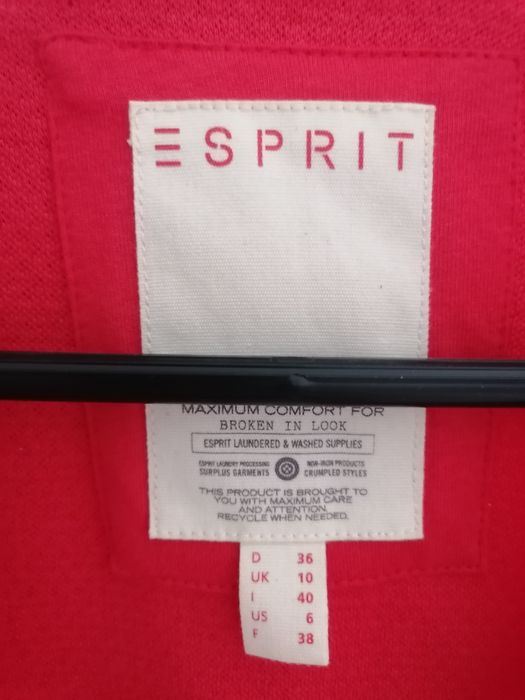 ESPRIT
MAXIMUM COMFORT FOR
BROKEN IN LOOK
ESPRIT LAUNDERED & WASHED SUPPLIES
ESPRIT LAUNDRY PROCESSING NON-IRON PRODUCTS
SURPLUS GARMENTS CRUMPLED STYLES
THIS PRODUCT IS BROUGHT TO
YOU WITH MAXIMUM CARE
AND ATTENTION.
RECYCLE WHEN NEEDED.
D 36
UK 10
I 40
US 6
F 38